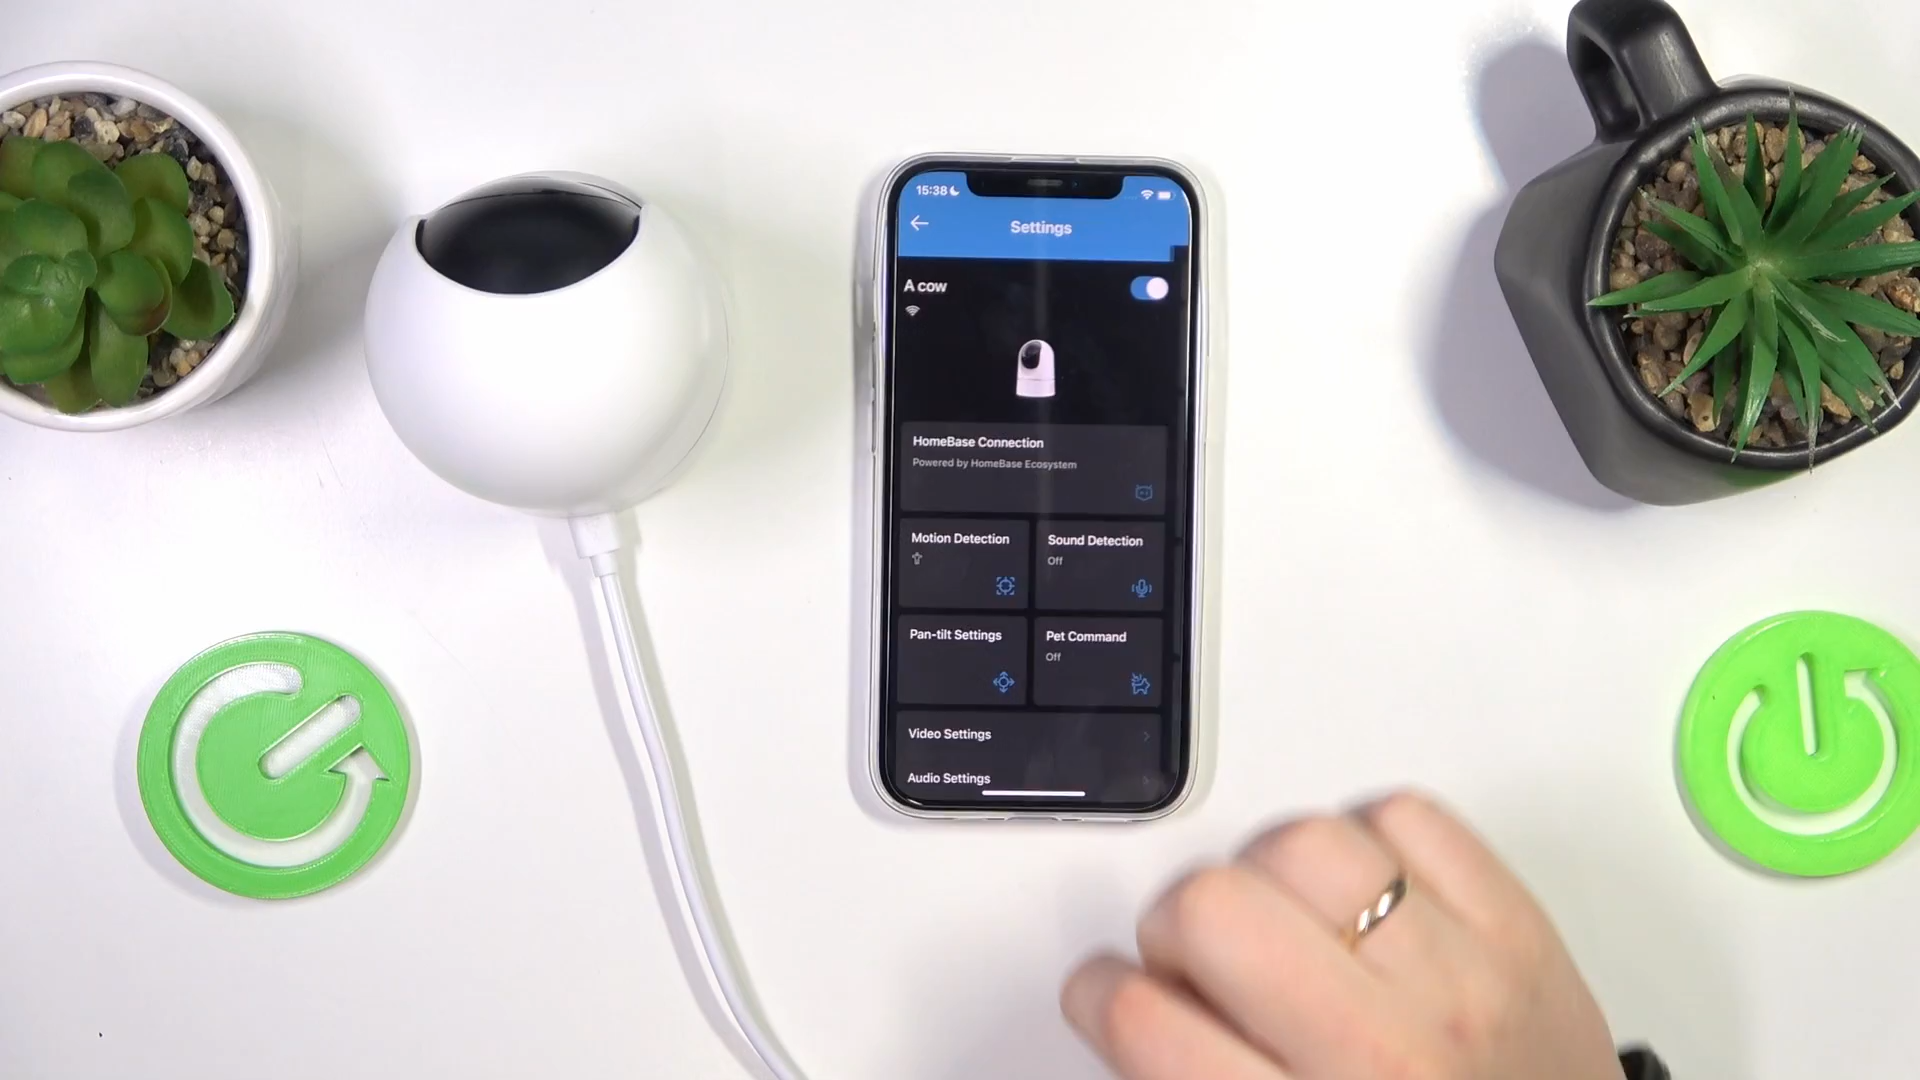 15:38
Settings
A cow
HomeBase Connection
Powered by HomeBase Ecosystem
Motion Detection
Sound Detection
Off
Pan-tilt Settings
Pet Command
Off
Video Settings
Audio Settings